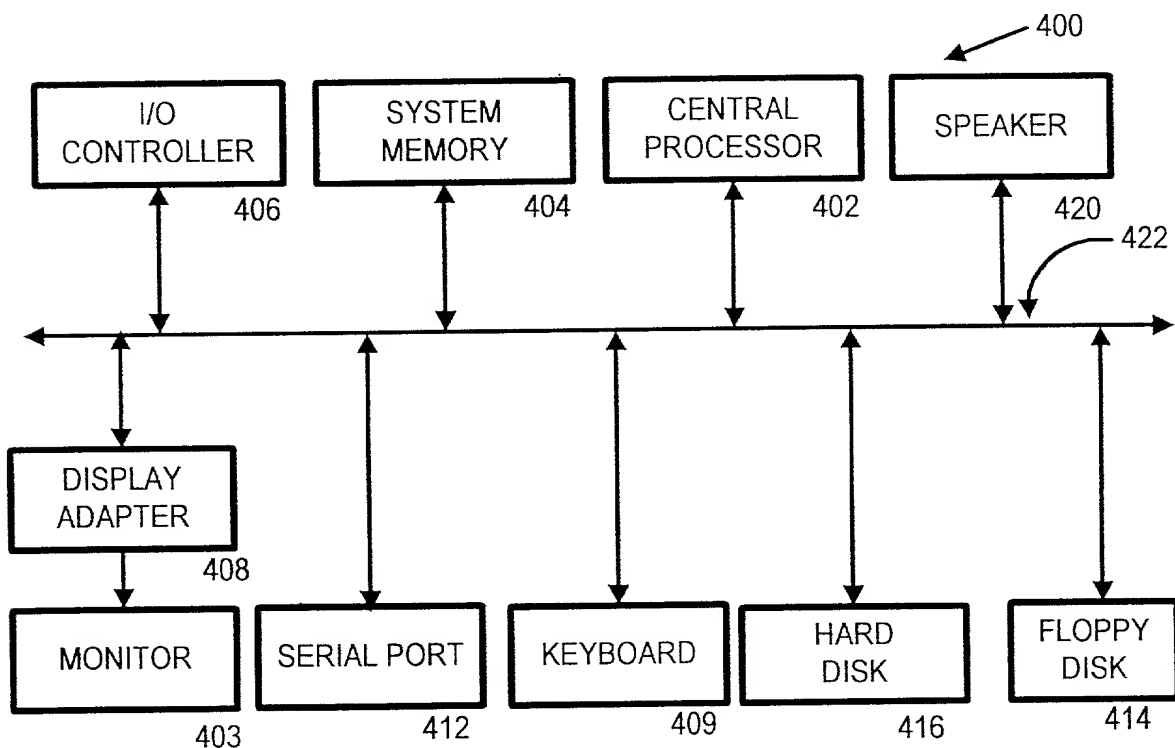 400
I/O
CONTROLLER
406
SYSTEM
MEMORY
404
CENTRAL
PROCESSOR
402
SPEAKER
420
422
DISPLAY
ADAPTER
408
MONITOR
403
SERIAL PORT
412
KEYBOARD
409
HARD
DISK
416
FLOPPY
DISK
414